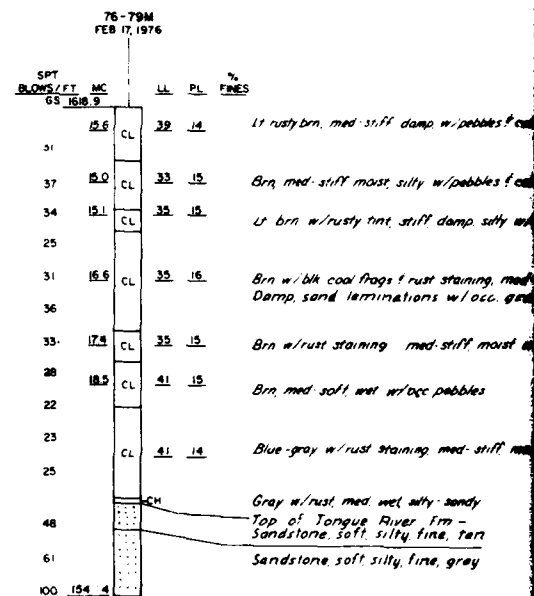 76-79M
FEB 17, 1976
SPT
BLOWS/FT MC LL PL % FINES
GS 1618.9
15.6 CL 39 14 Lt rusty brn, med-stiff damp, w/pebbles &
31
37 15.0 CL 33 15 Brn, med-stiff moist, silty w/pebbles &
34 15.1 CL 35 15 Lt brn w/rusty tint, stiff damp, silty
25
31 16.6 CL 35 16 Brn w/blk coal frags & rust staining, med
Damp, sand laminations w/occ.
36
33 17.4 CL 35 15 Brn w/rust staining med-stiff, moist
28 18.5 CL 41 15 Brn, med-soft, wet w/occ pebbles
22
23 CL 41 14 Blue-gray w/rust staining, med-stiff,
25
CH Gray w/rust, med, wet, silty-sandy
Top of Tongue River Fm -
48 Sandstone, soft, silty, fine, tan
61 Sandstone, soft, silty, fine, gray
100 154 4